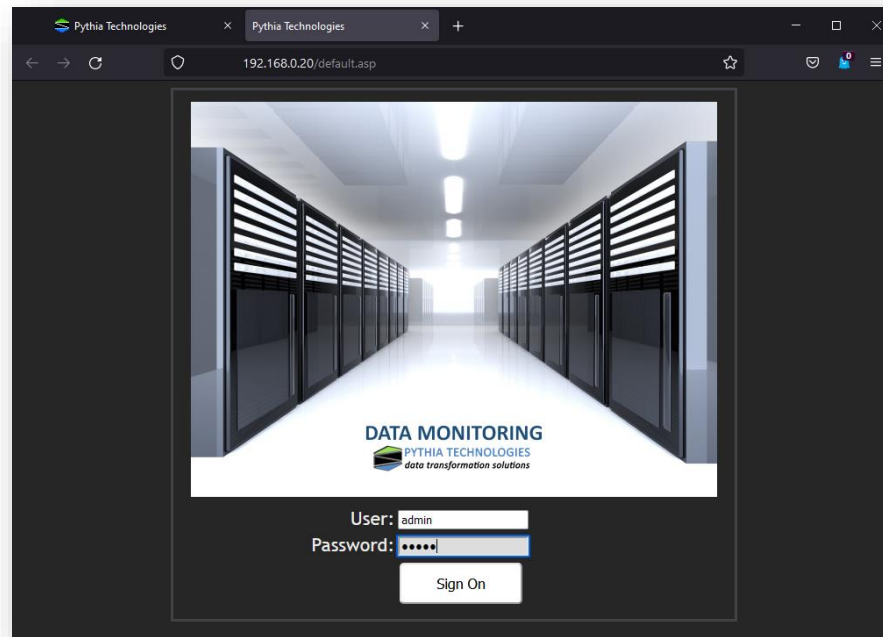 Pythia Technologies
Pythia Technologies
192.168.0.20/default.asp
0
DATA MONITORING
PYTHIA TECHNOLOGIES
data transformation solutions
User: admin
Password: •••••
Sign On